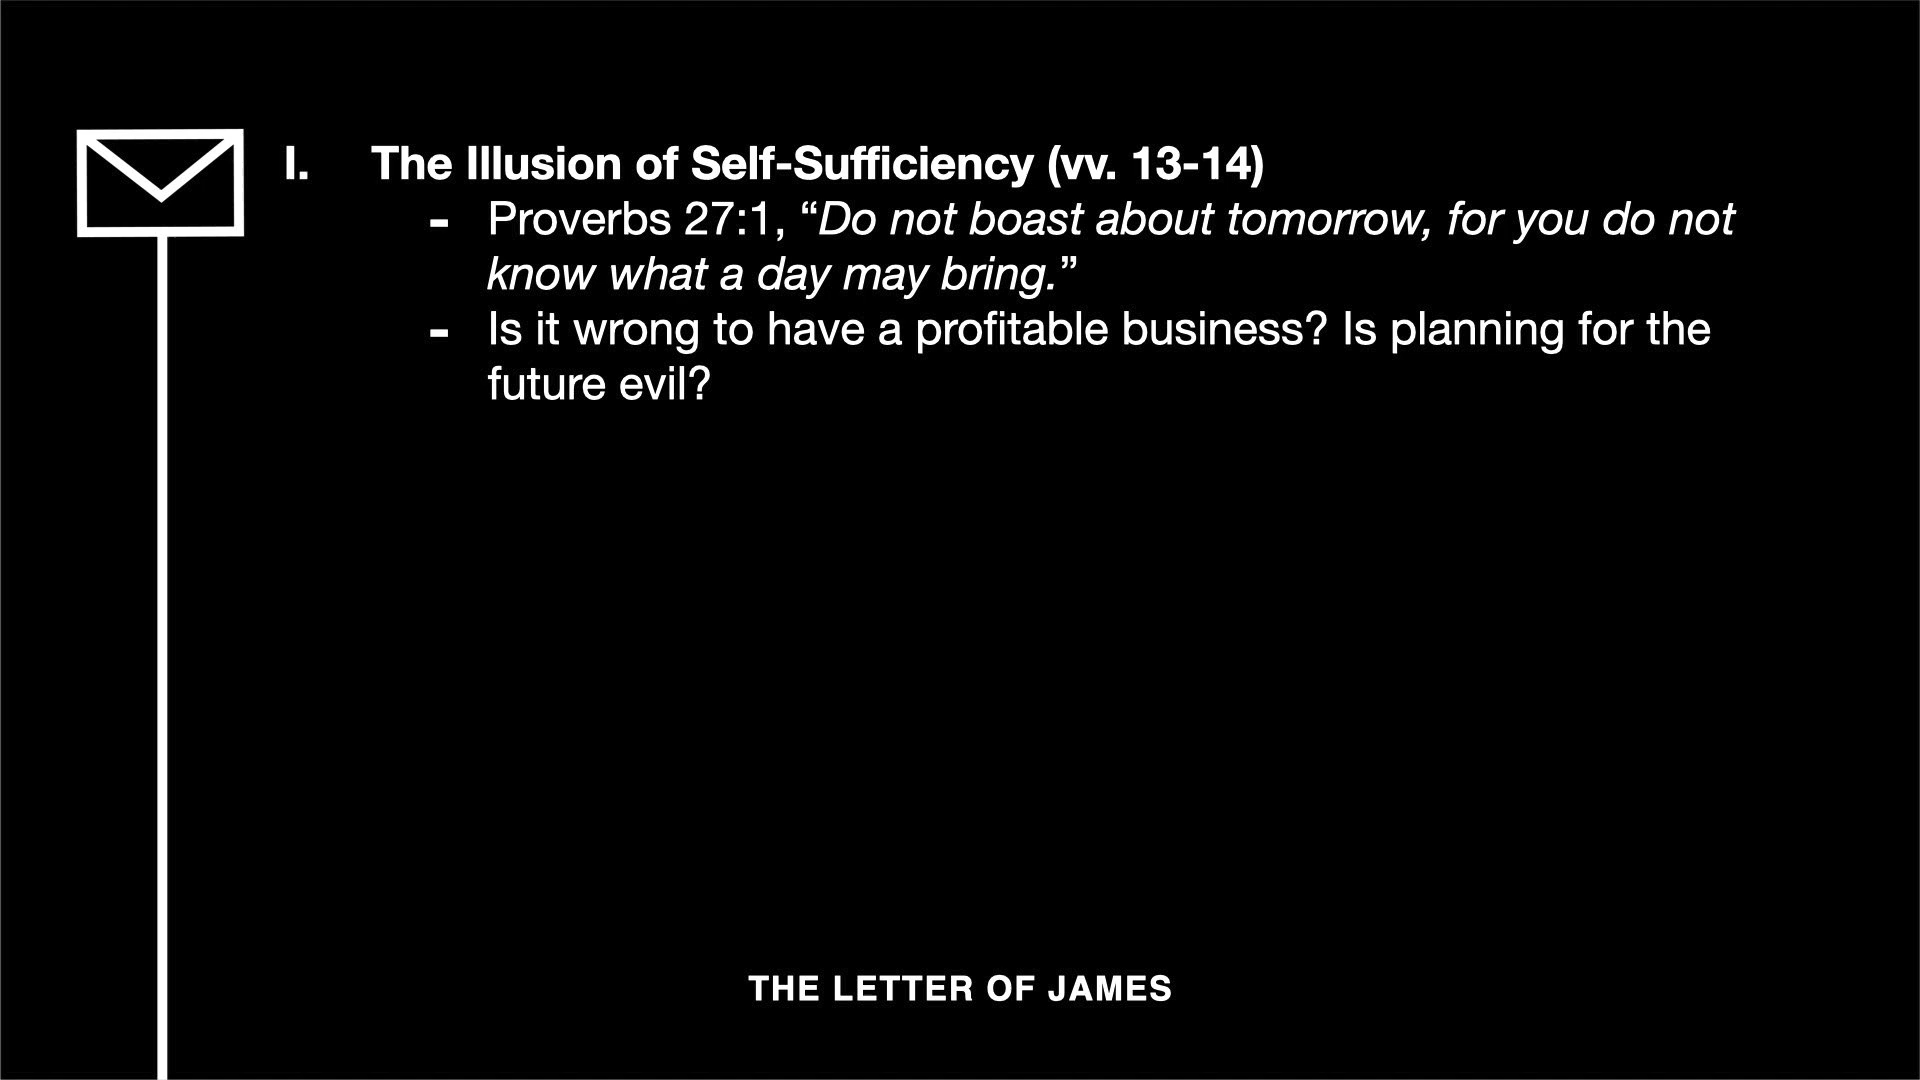 I. The Illusion of Self-Sufficiency (vv. 13-14)
- Proverbs 27:1, “Do not boast about tomorrow, for you do not
know what a day may bring.”
- Is it wrong to have a profitable business? Is planning for the
future evil?
THE LETTER OF JAMES